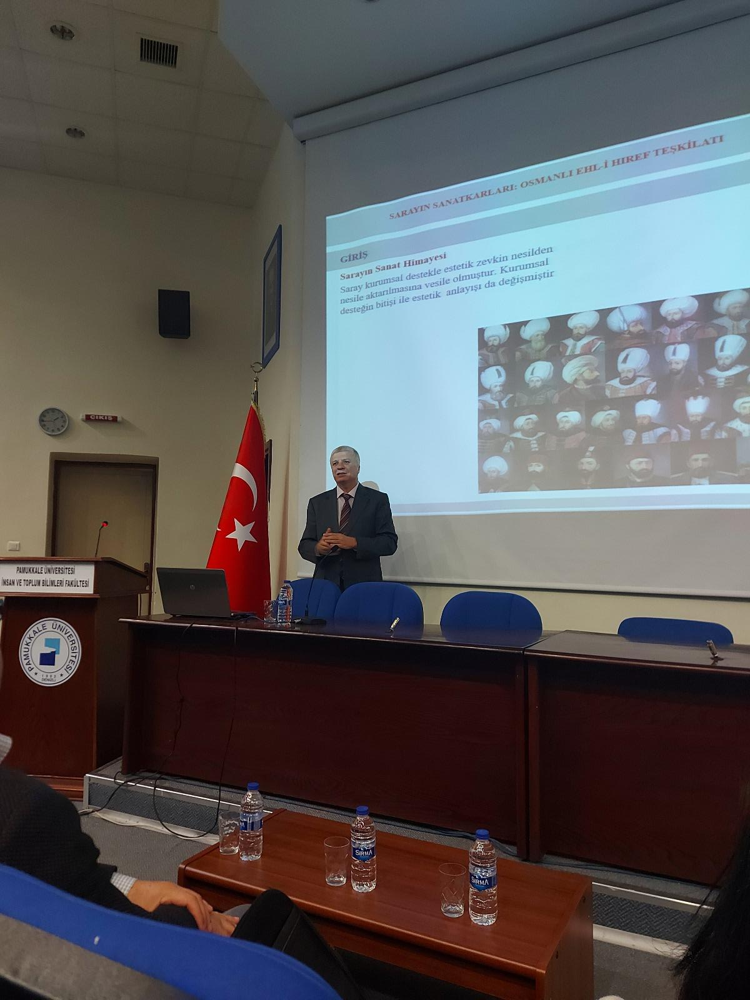 SARAYIN SANATKARLARI: OSMANLI EHL-İ HIREF TEŞKİLATI
GİRİŞ
Sarayın Sanat Himayesi
Saray kurumsal destekle estetik zevkin nesilden
nesile aktarılmasına vesile olmuştur. Kurumsal
desteğin bitişi ile estetik anlayışı da değişmiştir
ÇIKIŞ
PAMUKKALE ÜNİVERSİTESİ
İNSAN VE TOPLUM BİLİMLERİ FAKÜLTESİ
PAMUKKALE ÜNİVERSİTESİ
1992
DENİZLİ
SIRMA
SIRMA
SIRMA